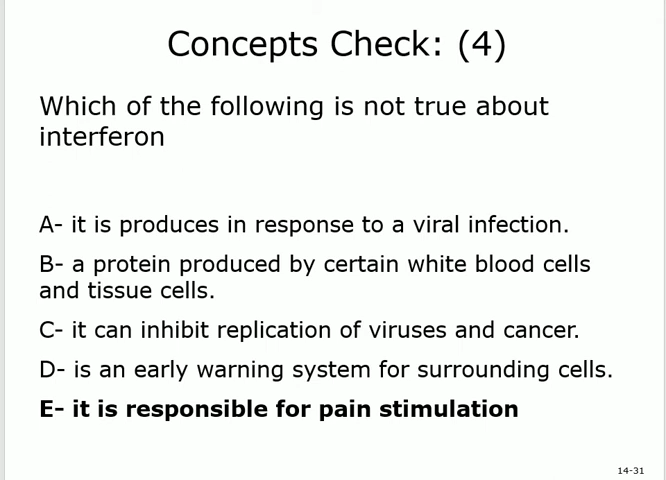 Concepts Check: (4)
Which of the following is not true about
interferon
A- it is produces in response to a viral infection.
B- a protein produced by certain white blood cells
and tissue cells.
C- it can inhibit replication of viruses and cancer.
D- is an early warning system for surrounding cells.
E- it is responsible for pain stimulation
14-31